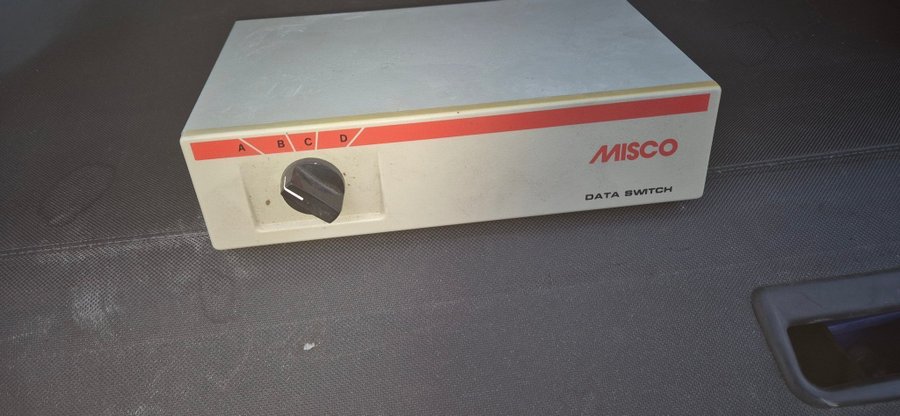 A B C D
MISCO
DATA SWITCH